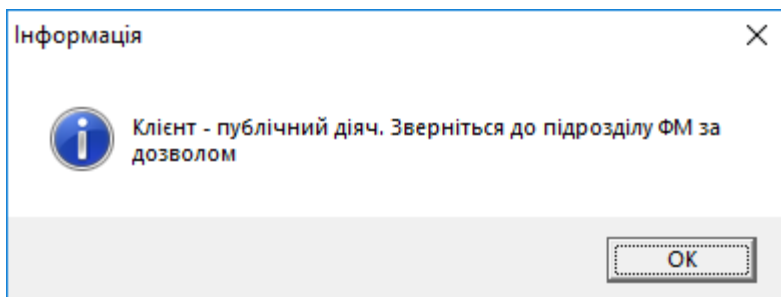 Інформація
Клієнт - публічний діяч. Зверніться до підрозділу ФМ за
дозволом
OK